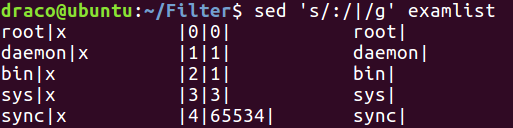 draco@ubuntu:~/Filter$ sed 's/:/|/g' examlist
root|x          |0|0|          root|
daemon|x        |1|1|          daemon|
bin|x           |2|1|          bin|
sys|x           |3|3|          sys|
sync|x          |4|65534|      sync|